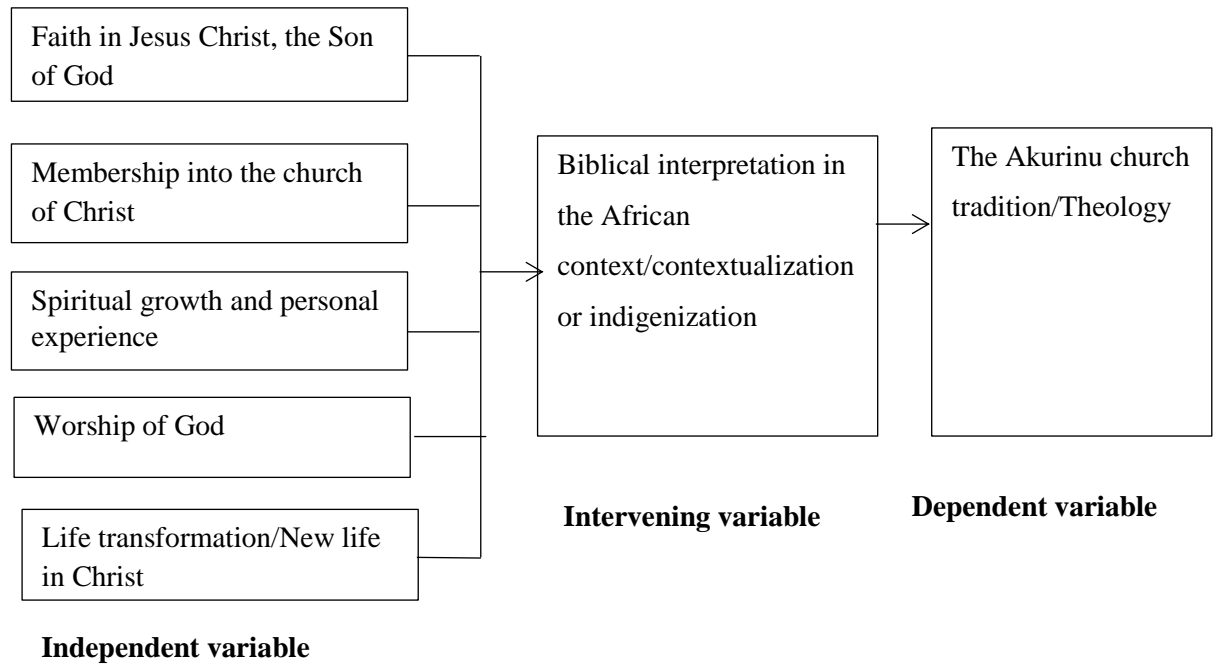 Faith in Jesus Christ, the Son
of God
Membership into the church
of Christ
Spiritual growth and personal
experience
Worship of God
Life transformation/New life
in Christ
Independent variable
Biblical interpretation in
the African
context/contextualization
or indigenization
Intervening variable
The Akurinu church
tradition/Theology
Dependent variable